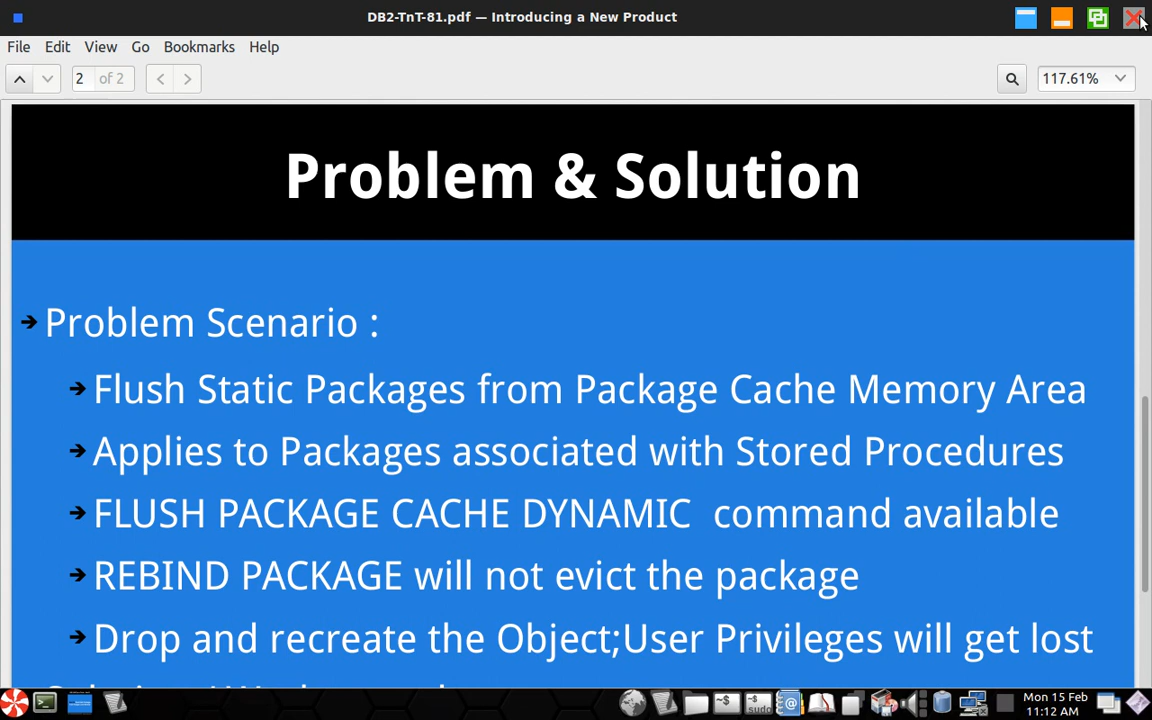 DB2-TnT-81.pdf — Introducing a New Product
File Edit View Go Bookmarks Help
2 of 2
117.61%
Problem & Solution
Problem Scenario :
Flush Static Packages from Package Cache Memory Area
Applies to Packages associated with Stored Procedures
FLUSH PACKAGE CACHE DYNAMIC command available
REBIND PACKAGE will not evict the package
Drop and recreate the Object;User Privileges will get lost
~$
~$
sudo
Mon 15 Feb
11:12 AM